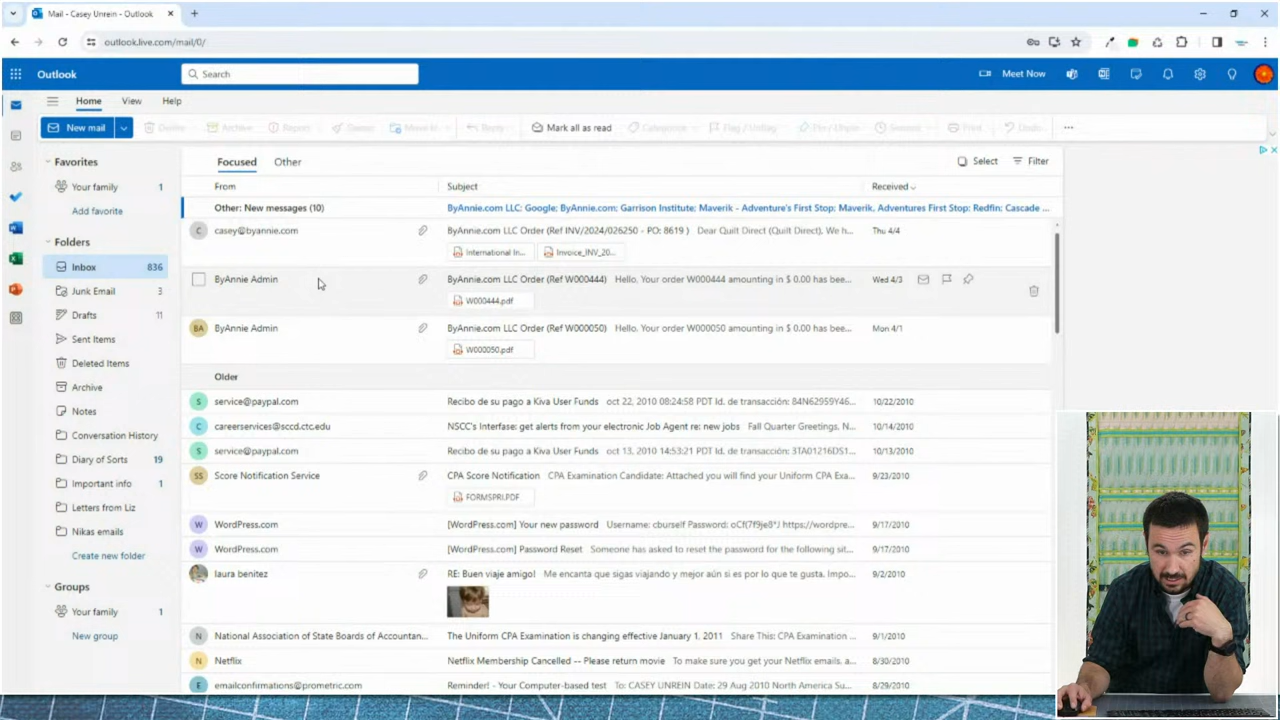 Mail - Casey Unrein - Outlook
outlook.live.com/mail/0/
Outlook
Search
Meet Now
Home View Help
New mail
Mark all as read
Favorites
Your family 1
Add favorite
Folders
Inbox 836
Junk Email 3
Drafts 11
Sent Items
Deleted Items
Archive
Notes
Conversation History
Diary of Sorts 19
Important info 1
Letters from Liz
Nikas emails
Create new folder
Groups
Your family 1
New group
Focused Other Select Filter
From Subject Received
Other: New messages (10) ByAnnie.com LLC; Google; ByAnnie.com; Garrison Institute; Maverik - Adventure's First Stop; Maverik, Adventures First Stop; Redfin; Cascade ...
C casey@byannie.com ByAnnie.com LLC Order (Ref INV/2024/026250 - PO: 8619 ) Dear Quilt Direct (Quilt Direct), We h... Thu 4/4
International In... Invoice_INV_20...
ByAnnie Admin ByAnnie.com LLC Order (Ref W000444) Hello, Your order W000444 amounting in $ 0.00 has bee... Wed 4/3
W000444.pdf
BA ByAnnie Admin ByAnnie.com LLC Order (Ref W000050) Hello, Your order W000050 amounting in $ 0.00 has bee... Mon 4/1
W000050.pdf
Older
S service@paypal.com Recibo de su pago a Kiva User Funds oct 22, 2010 08:24:58 PDT Id. de transacción: 84N62959Y46... 10/22/2010
C careerservices@sccd.ctc.edu NSCC's Interfase: get alerts from your electronic Job Agent re: new jobs Fall Quarter Greetings, N... 10/14/2010
S service@paypal.com Recibo de su pago a Kiva User Funds oct 13, 2010 14:53:21 PDT Id. de transacción: 3TA01216DS1... 10/13/2010
SS Score Notification Service CPA Score Notification CPA Examination Candidate: Attached you will find your Uniform CPA Exa... 9/23/2010
FORMSPRI.PDF
W WordPress.com [WordPress.com] Your new password Username: cburself Password: oCf(7f9je8*J https://wordpre... 9/17/2010
W WordPress.com [WordPress.com] Password Reset Someone has asked to reset the password for the following sit... 9/17/2010
laura benitez RE: Buen viaje amigo! Me encanta que sigas viajando y mejor aún si es por lo que te gusta. Impo... 9/2/2010
N National Association of State Boards of Accountan... The Uniform CPA Examination is changing effective January 1, 2011 Share This: CPA Examination ... 9/1/2010
N Netflix Netflix Membership Cancelled -- Please return movie To make sure you get your Netflix emails, a... 8/30/2010
E emailconfirmations@prometric.com Reminder! - Your Computer-based test To: CASEY UNREIN Date: 29 Aug 2010 North America Su... 8/29/2010